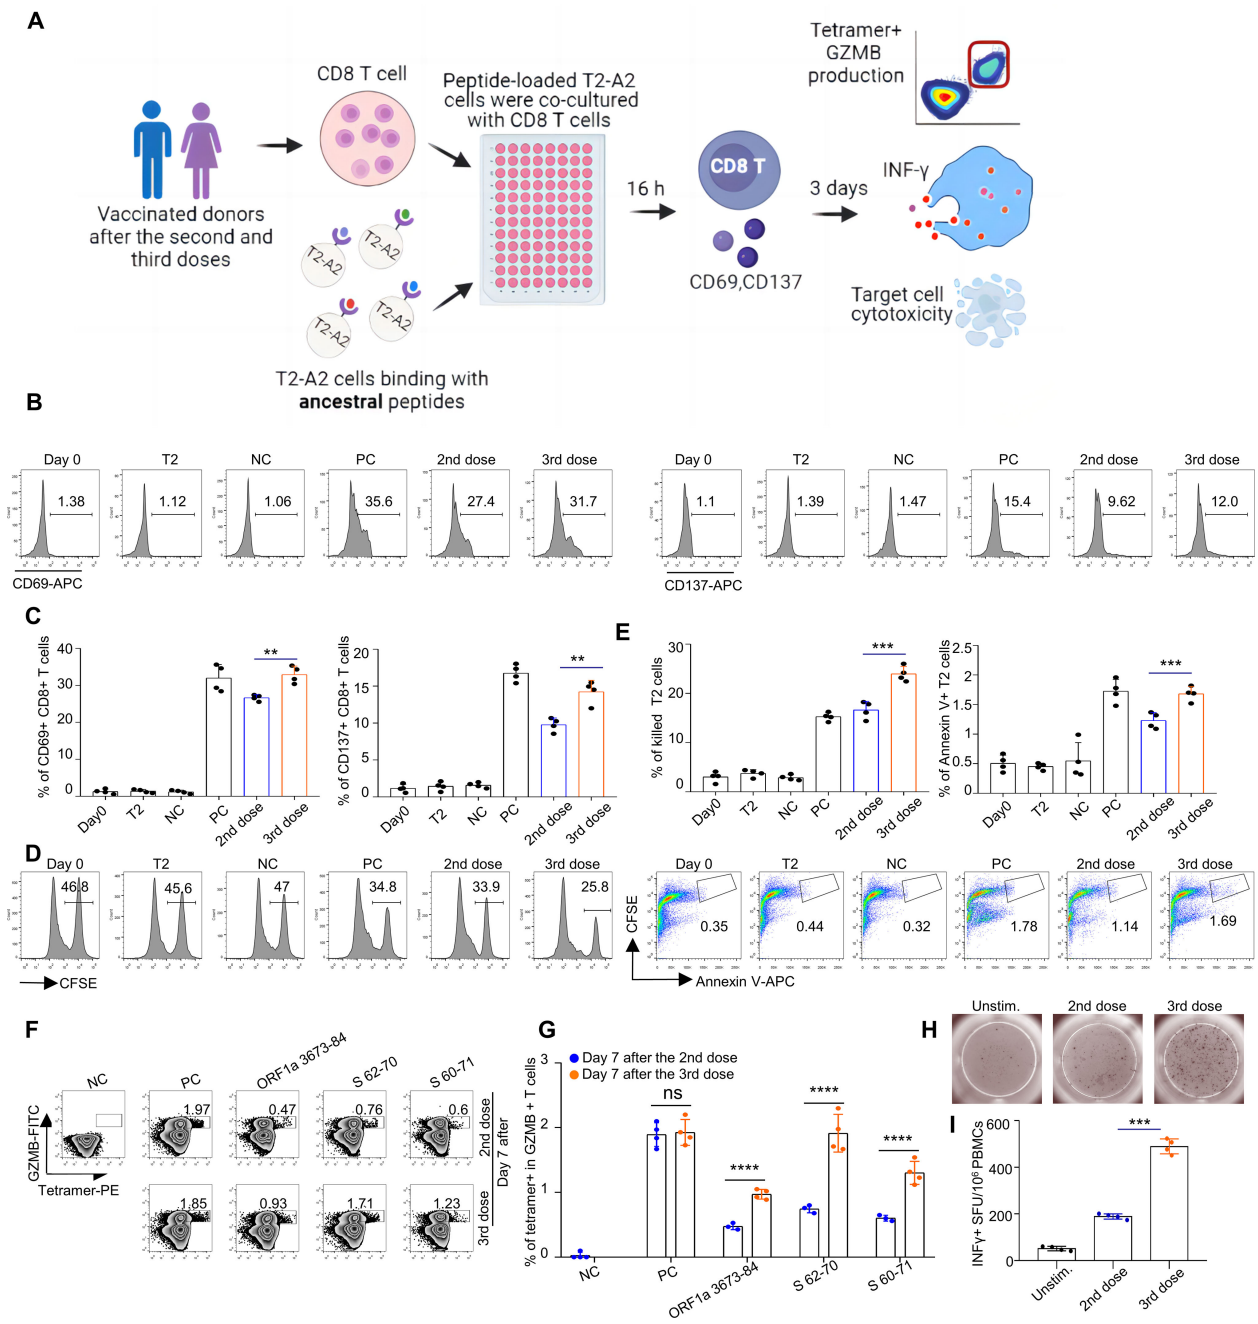 A
Vaccinated donors
after the second and
third doses
CD8 T cell
T2-A2
T2-A2
T2-A2
T2-A2
T2-A2 cells binding with
ancestral peptides
Peptide-loaded T2-A2
cells were co-cultured
with CD8 T cells
16 h
CD8 T
CD69,CD137
3 days
Tetramer+
GZMB
production
INF-γ
Target cell
cytotoxicity
B
Day 0
T2
NC
PC
2nd dose
3rd dose
1.38
1.12
1.06
35.6
27.4
31.7
CD69-APC
Day 0
T2
NC
PC
2nd dose
3rd dose
1.1
1.39
1.47
15.4
9.62
12.0
CD137-APC
C
% of CD69+ CD8+ T cells
40
30
20
10
0
**
Day0
T2
NC
PC
2nd dose
3rd dose
% of CD137+ CD8+ T cells
20
15
10
5
0
**
Day0
T2
NC
PC
2nd dose
3rd dose
E
% of killed T2 cells
30
20
10
0
***
Day0
T2
NC
PC
2nd dose
3rd dose
% of Annexin V+ T2 cells
2.5
2
1.5
1
0.5
0
***
Day0
T2
NC
PC
2nd dose
3rd dose
D
Day 0
T2
NC
PC
2nd dose
3rd dose
46.8
45.6
47
34.8
33.9
25.8
CFSE
Day 0
T2
NC
PC
2nd dose
3rd dose
0.35
0.44
0.32
1.78
1.14
1.69
CFSE
Annexin V-APC
F
NC
PC
ORF1a 3673-84
S 62-70
S 60-71
1.97
0.47
0.76
0.6
1.85
0.93
1.71
1.23
GZMB-FITC
Tetramer-PE
2nd dose
3rd dose
Day 7 after
G
% of tetramer+ in GZMB + T cells
3
2
1
0
Day 7 after the 2nd dose
Day 7 after the 3rd dose
ns
****
****
****
NC
PC
ORF1a 3673-84
S 62-70
S 60-71
H
Unstim.
2nd dose
3rd dose
I
INFγ+ SFU/10⁶ PBMCs
600
400
200
0
***
Unstim.
2nd dose
3rd dose